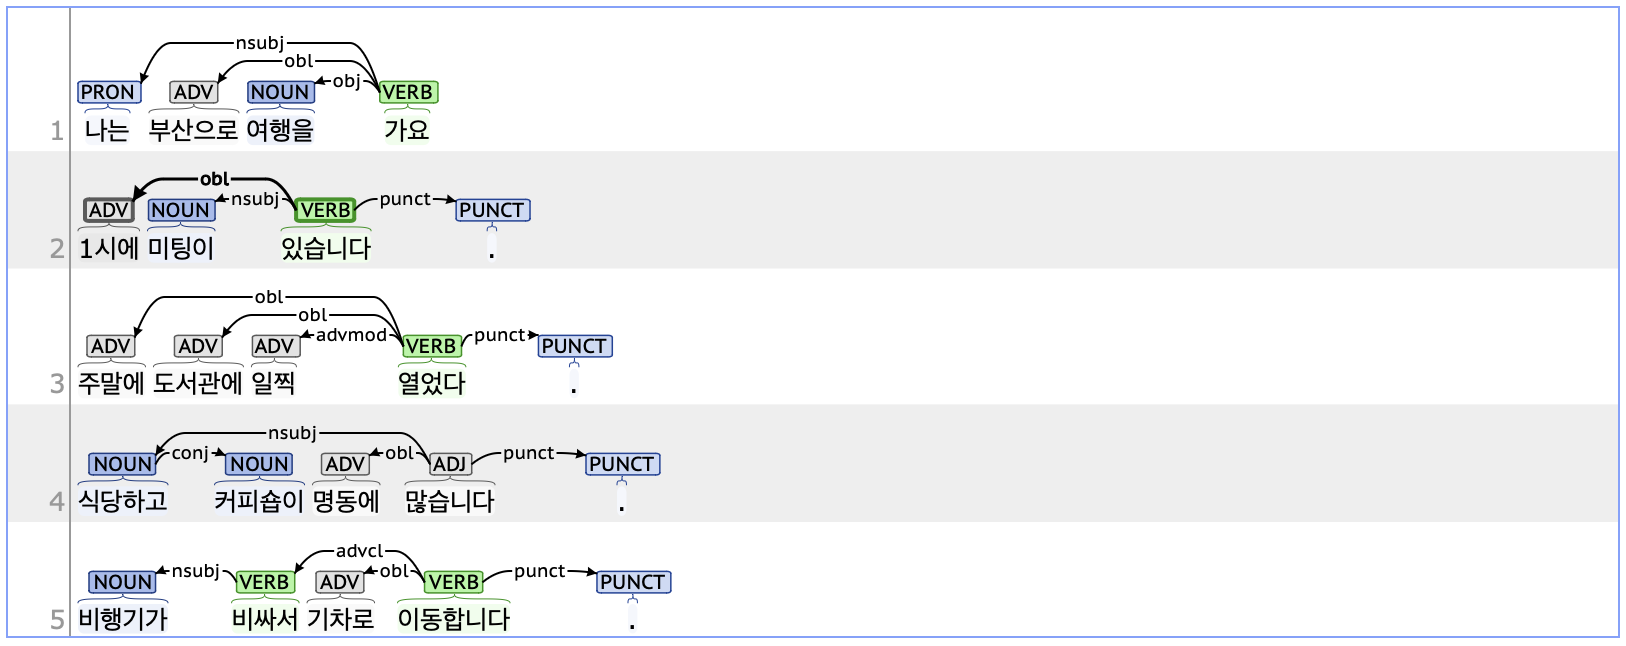 nsubj
obl
obj
PRON ADV NOUN VERB
1 나는 부산으로 여행을 가요
obl
nsubj punct
ADV NOUN VERB PUNCT
2 1시에 미팅이 있습니다 .
obl
obl
advmod punct
ADV ADV ADV VERB PUNCT
3 주말에 도서관에 일찍 열었다 .
nsubj
conj obl punct
NOUN NOUN ADV ADJ PUNCT
4 식당하고 커피숍이 명동에 많습니다 .
advcl
nsubj obl punct
NOUN VERB ADV VERB PUNCT
5 비행기가 비싸서 기차로 이동합니다 .